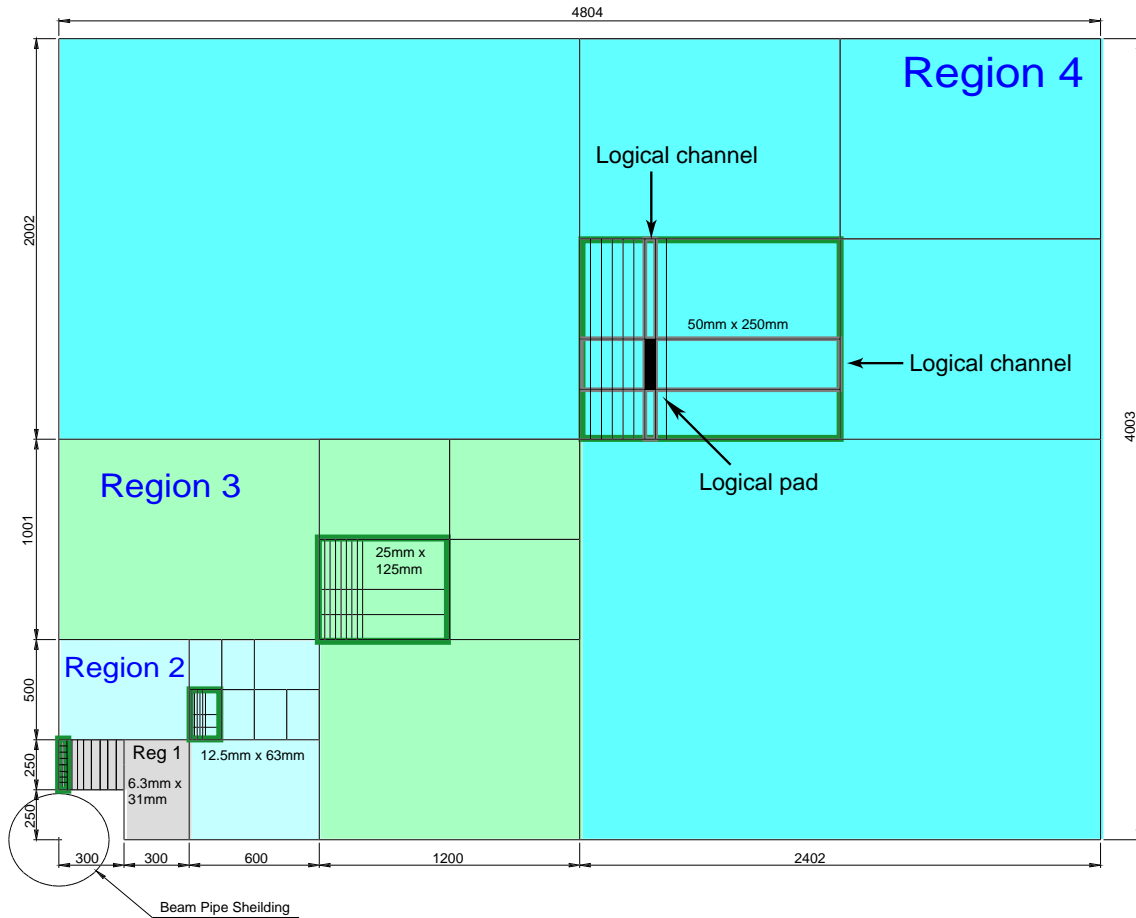 4804
Region 4
Logical channel
2002
50mm x 250mm
Logical channel
4003
Logical pad
Region 3
1001
25mm x
125mm
Region 2
500
Reg 1
12.5mm x 63mm
250
6.3mm x
31mm
250
300
300
600
1200
2402
Beam Pipe Sheilding